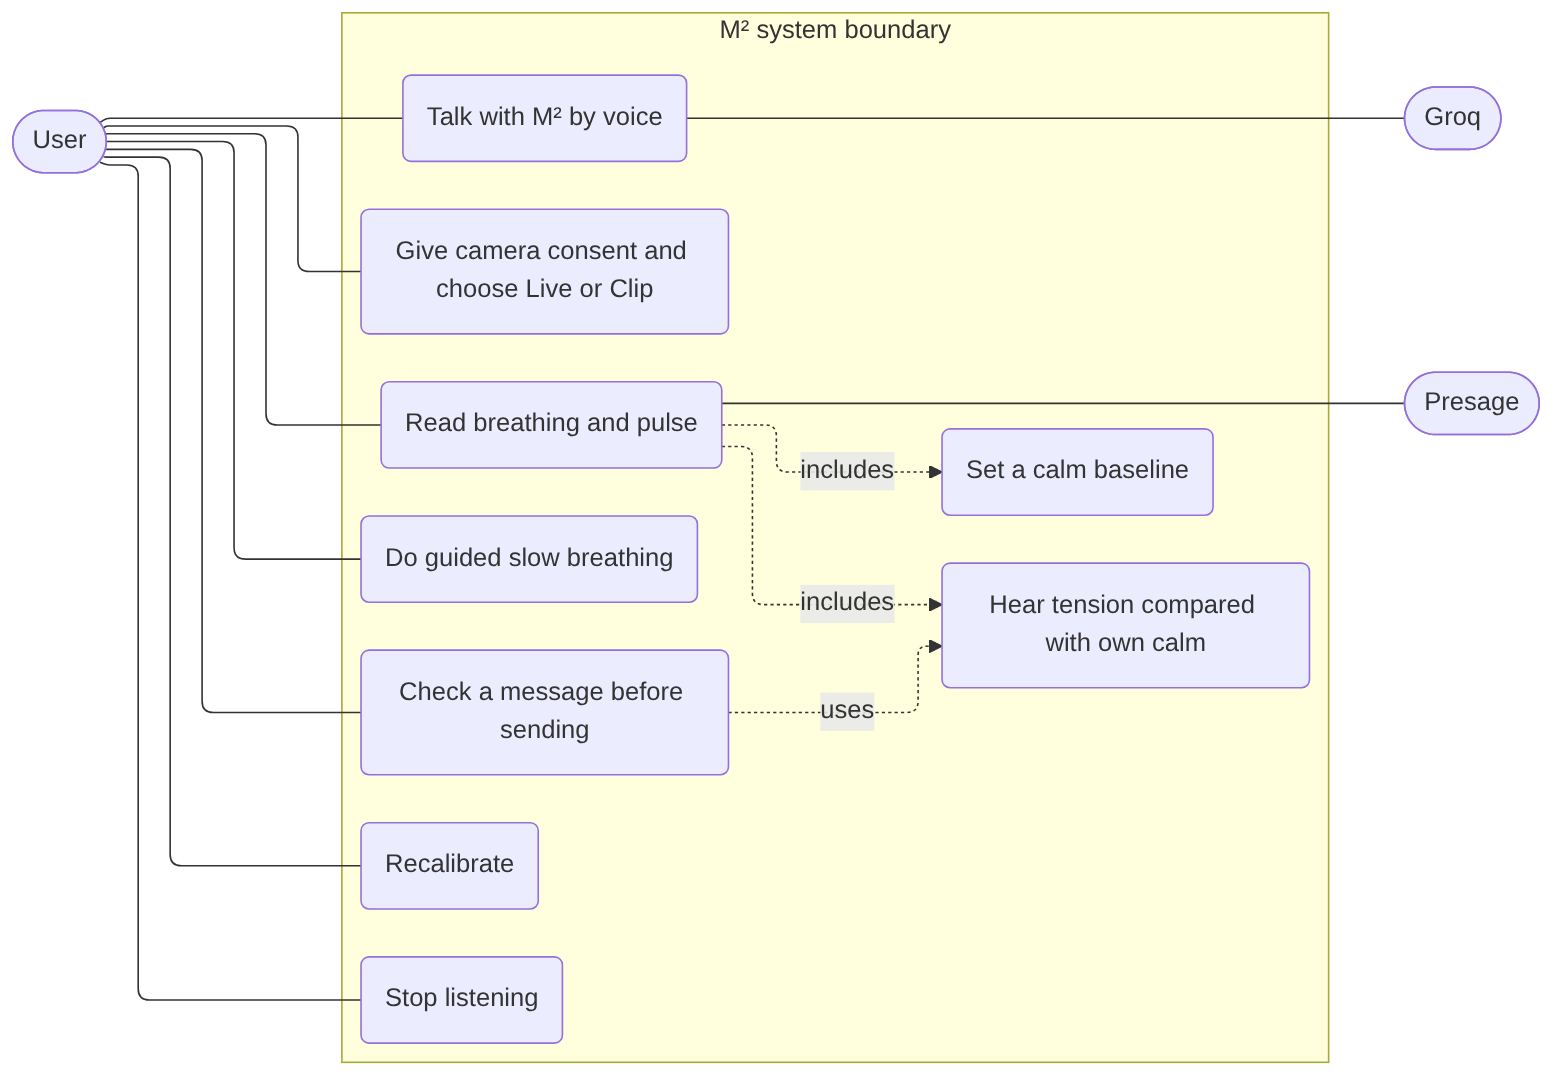 M² system boundary
User
Talk with M² by voice
Groq
Give camera consent and
choose Live or Clip
Read breathing and pulse
Presage
includes
Set a calm baseline
Do guided slow breathing
includes
Hear tension compared
with own calm
Check a message before
sending
uses
Recalibrate
Stop listening